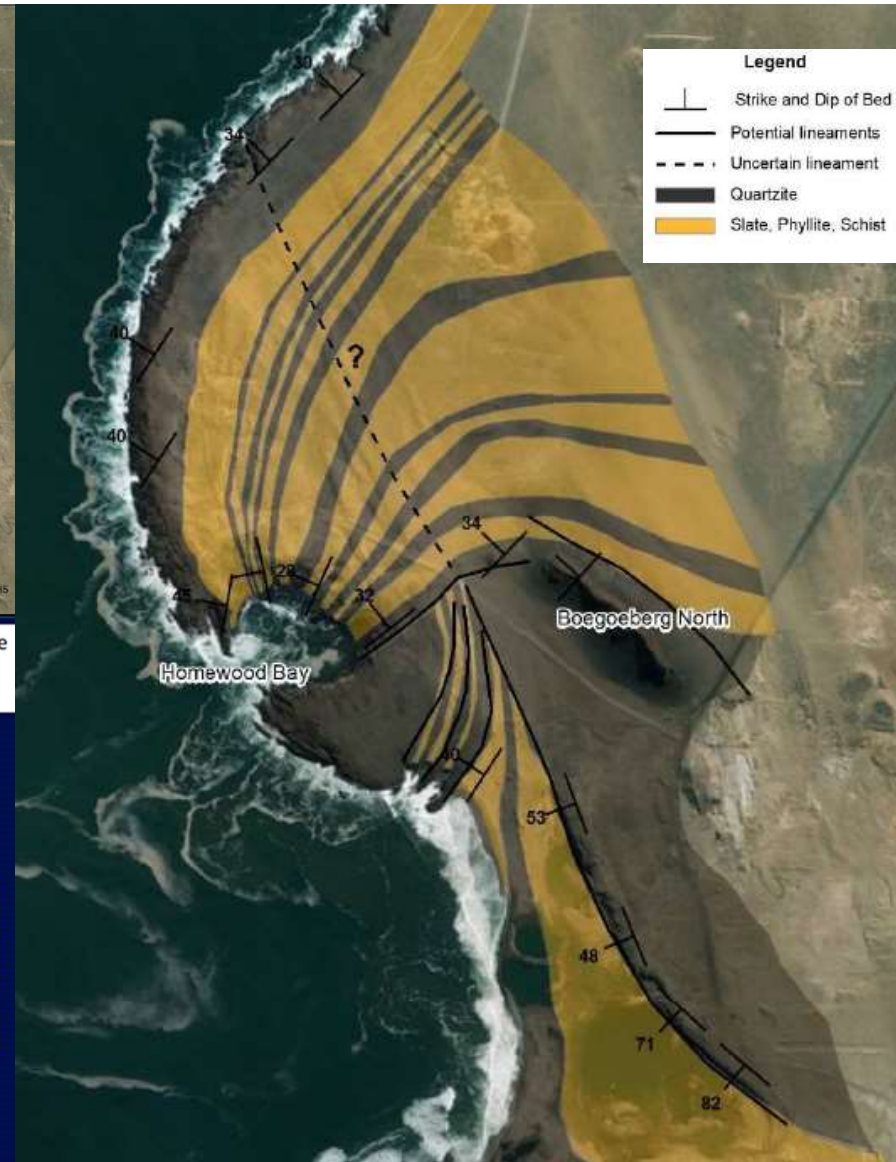 Legend
Strike and Dip of Bed
Potential lineaments
Uncertain lineament
Quartzite
Slate, Phyllite, Schist
30
34
40
?
40
34
28
45
32
Boegoeberg North
Homewood Bay
40
53
48
71
82